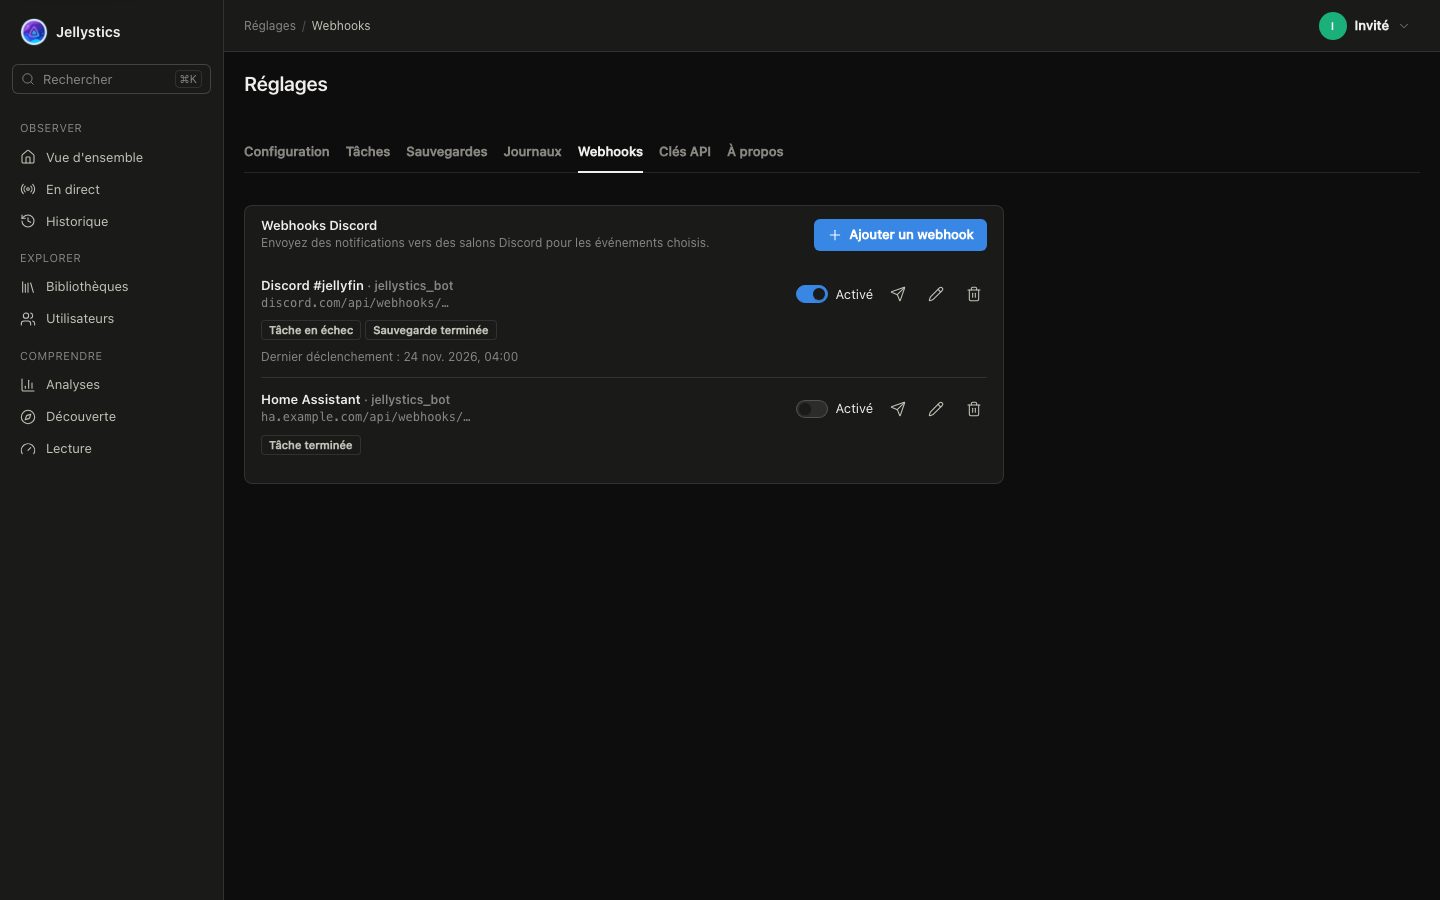 Jellystics
Réglages / Webhooks
I Invité
Rechercher ⌘K
Réglages
OBSERVER
Vue d'ensemble
En direct
Historique
EXPLORER
Bibliothèques
Utilisateurs
COMPRENDRE
Analyses
Découverte
Lecture
Configuration Tâches Sauvegardes Journaux Webhooks Clés API À propos
Webhooks Discord
Envoyez des notifications vers des salons Discord pour les événements choisis.
Ajouter un webhook
Discord #jellyfin · jellystics_bot
discord.com/api/webhooks/…
Activé
Tâche en échec Sauvegarde terminée
Dernier déclenchement : 24 nov. 2026, 04:00
Home Assistant · jellystics_bot
ha.example.com/api/webhooks/…
Activé
Tâche terminée